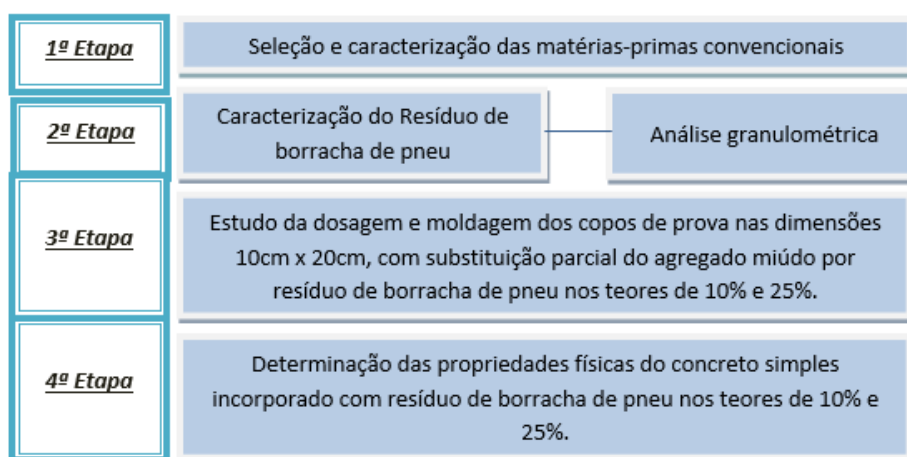 1ª Etapa
Seleção e caracterização das matérias-primas convencionais
2ª Etapa
Caracterização do Resíduo de
borracha de pneu
Análise granulométrica
3ª Etapa
Estudo da dosagem e moldagem dos copos de prova nas dimensões
10cm x 20cm, com substituição parcial do agregado miúdo por
resíduo de borracha de pneu nos teores de 10% e 25%.
4ª Etapa
Determinação das propriedades físicas do concreto simples
incorporado com resíduo de borracha de pneu nos teores de 10% e
25%.